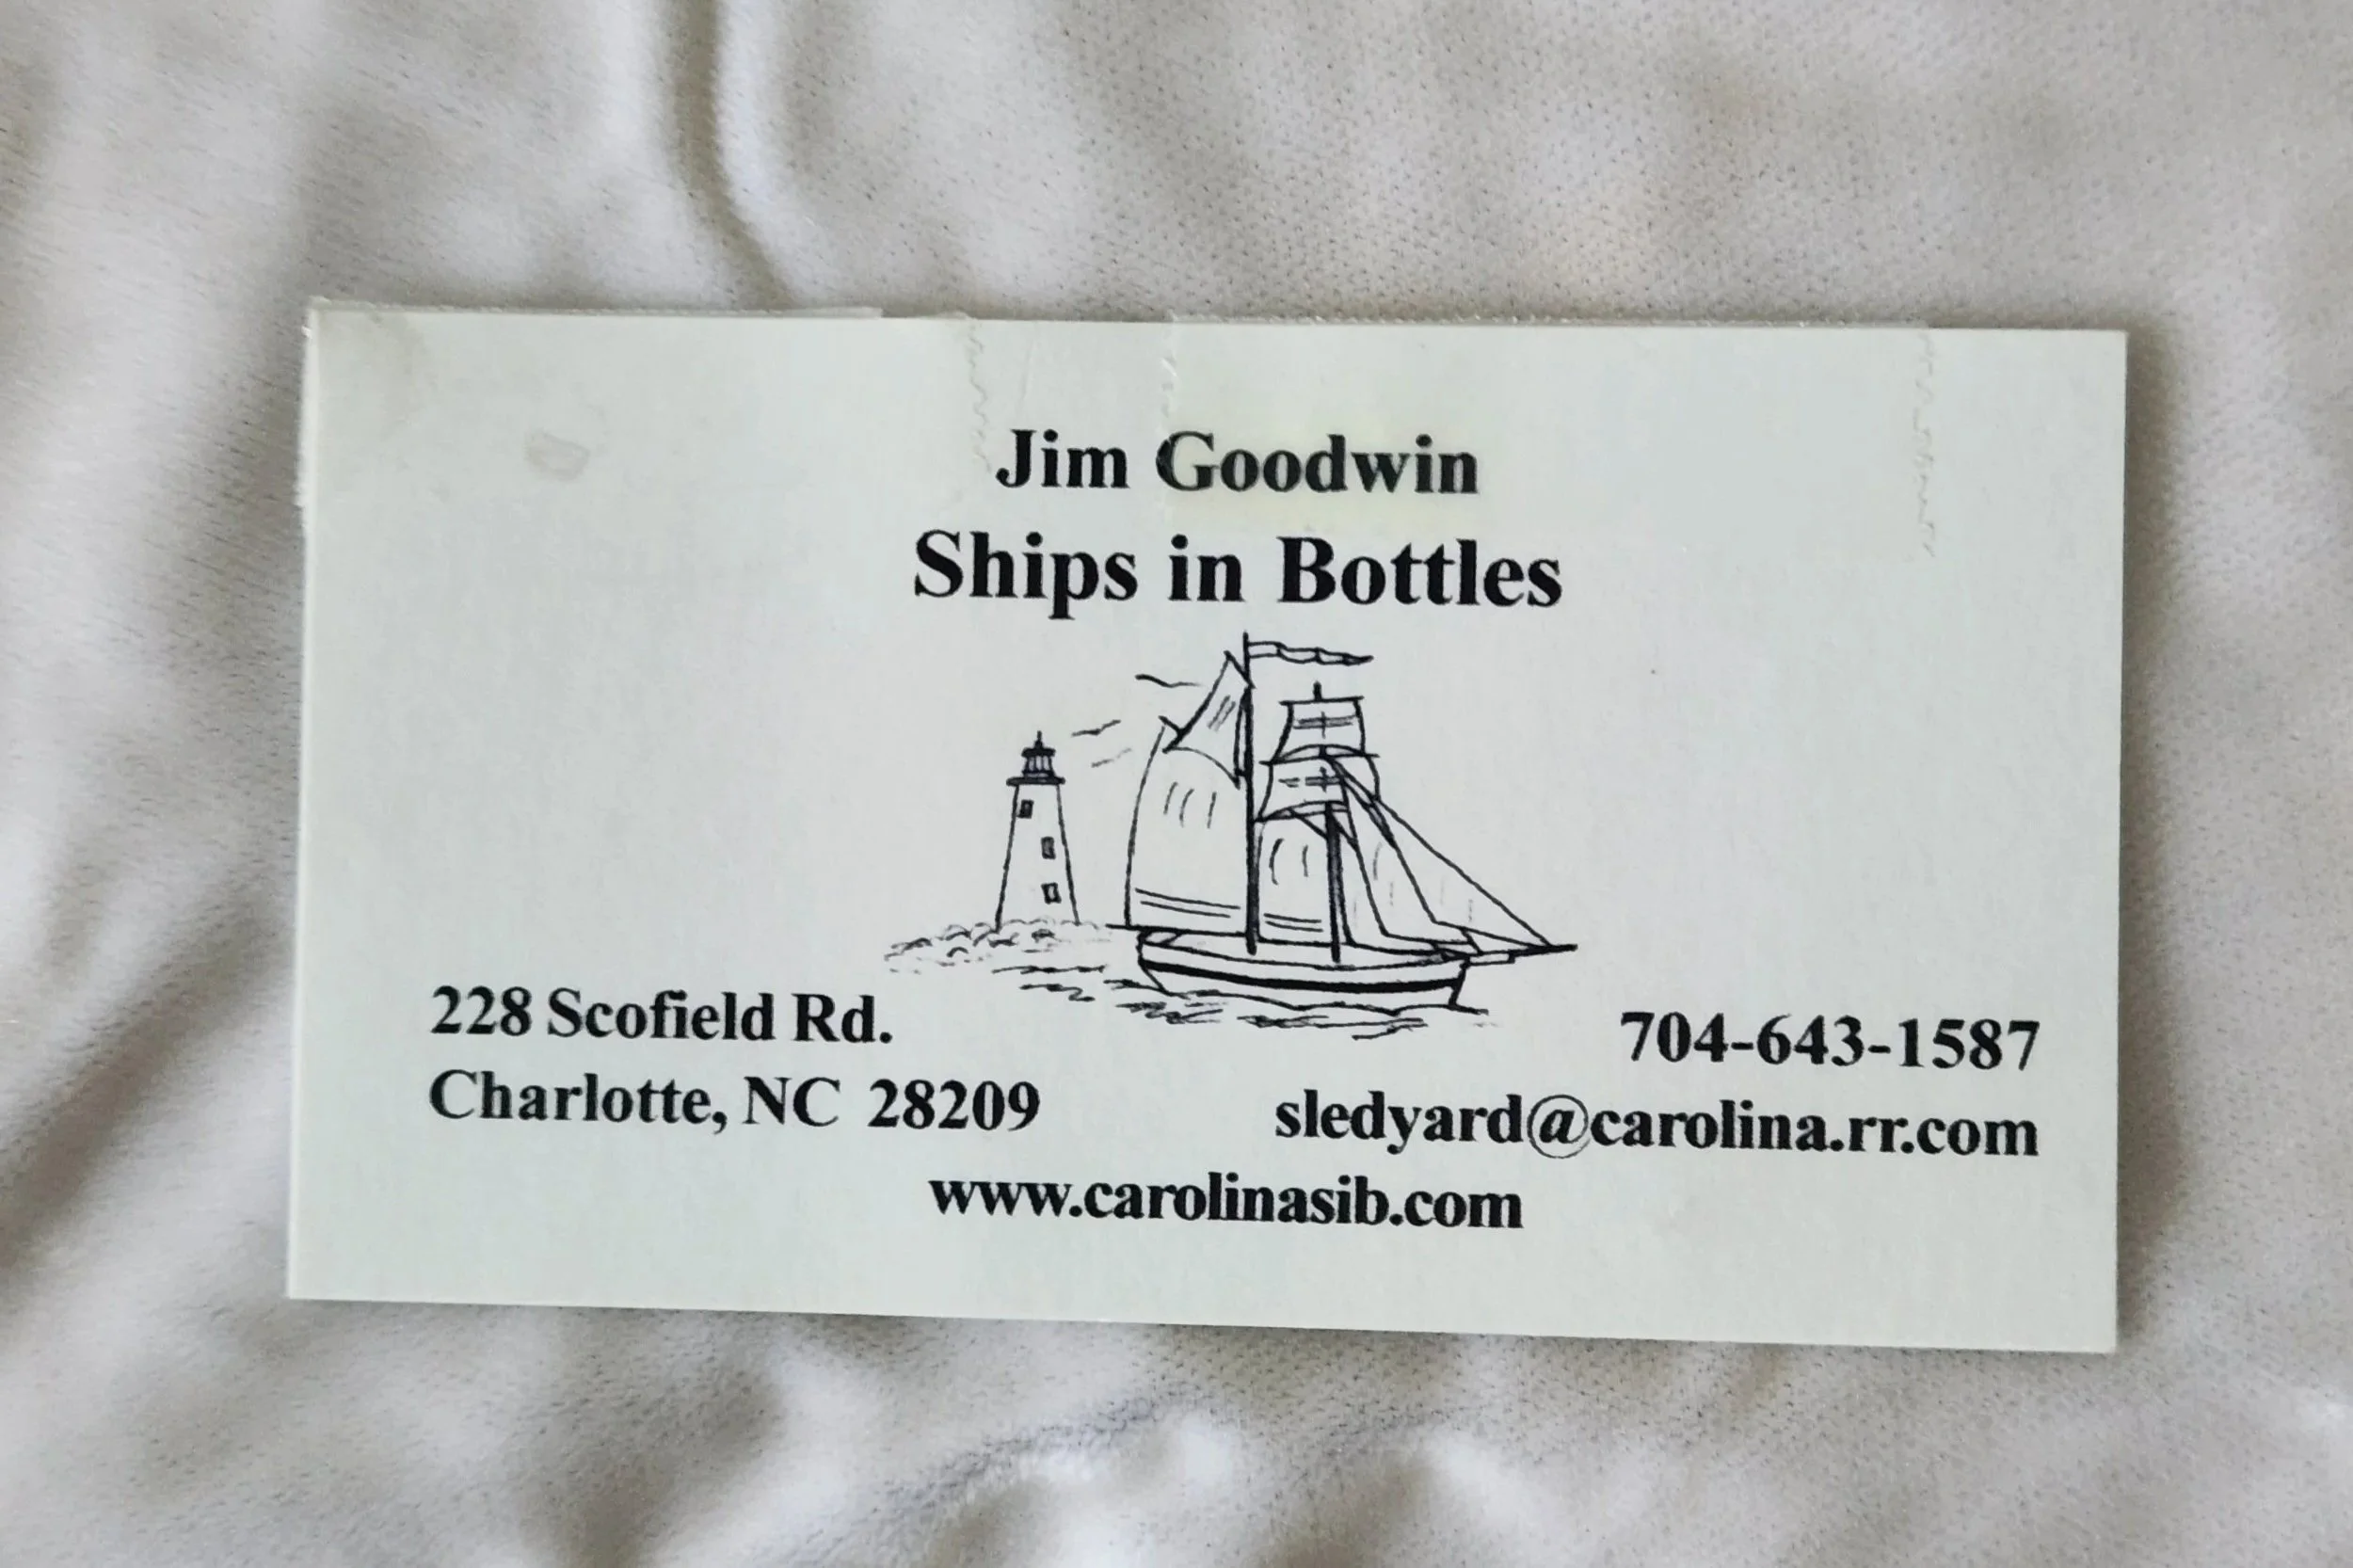 Jim Goodwin
Ships in Bottles
228 Scofield Rd.
Charlotte, NC 28209
704-643-1587
sledyard@carolina.rr.com
www.carolinasib.com